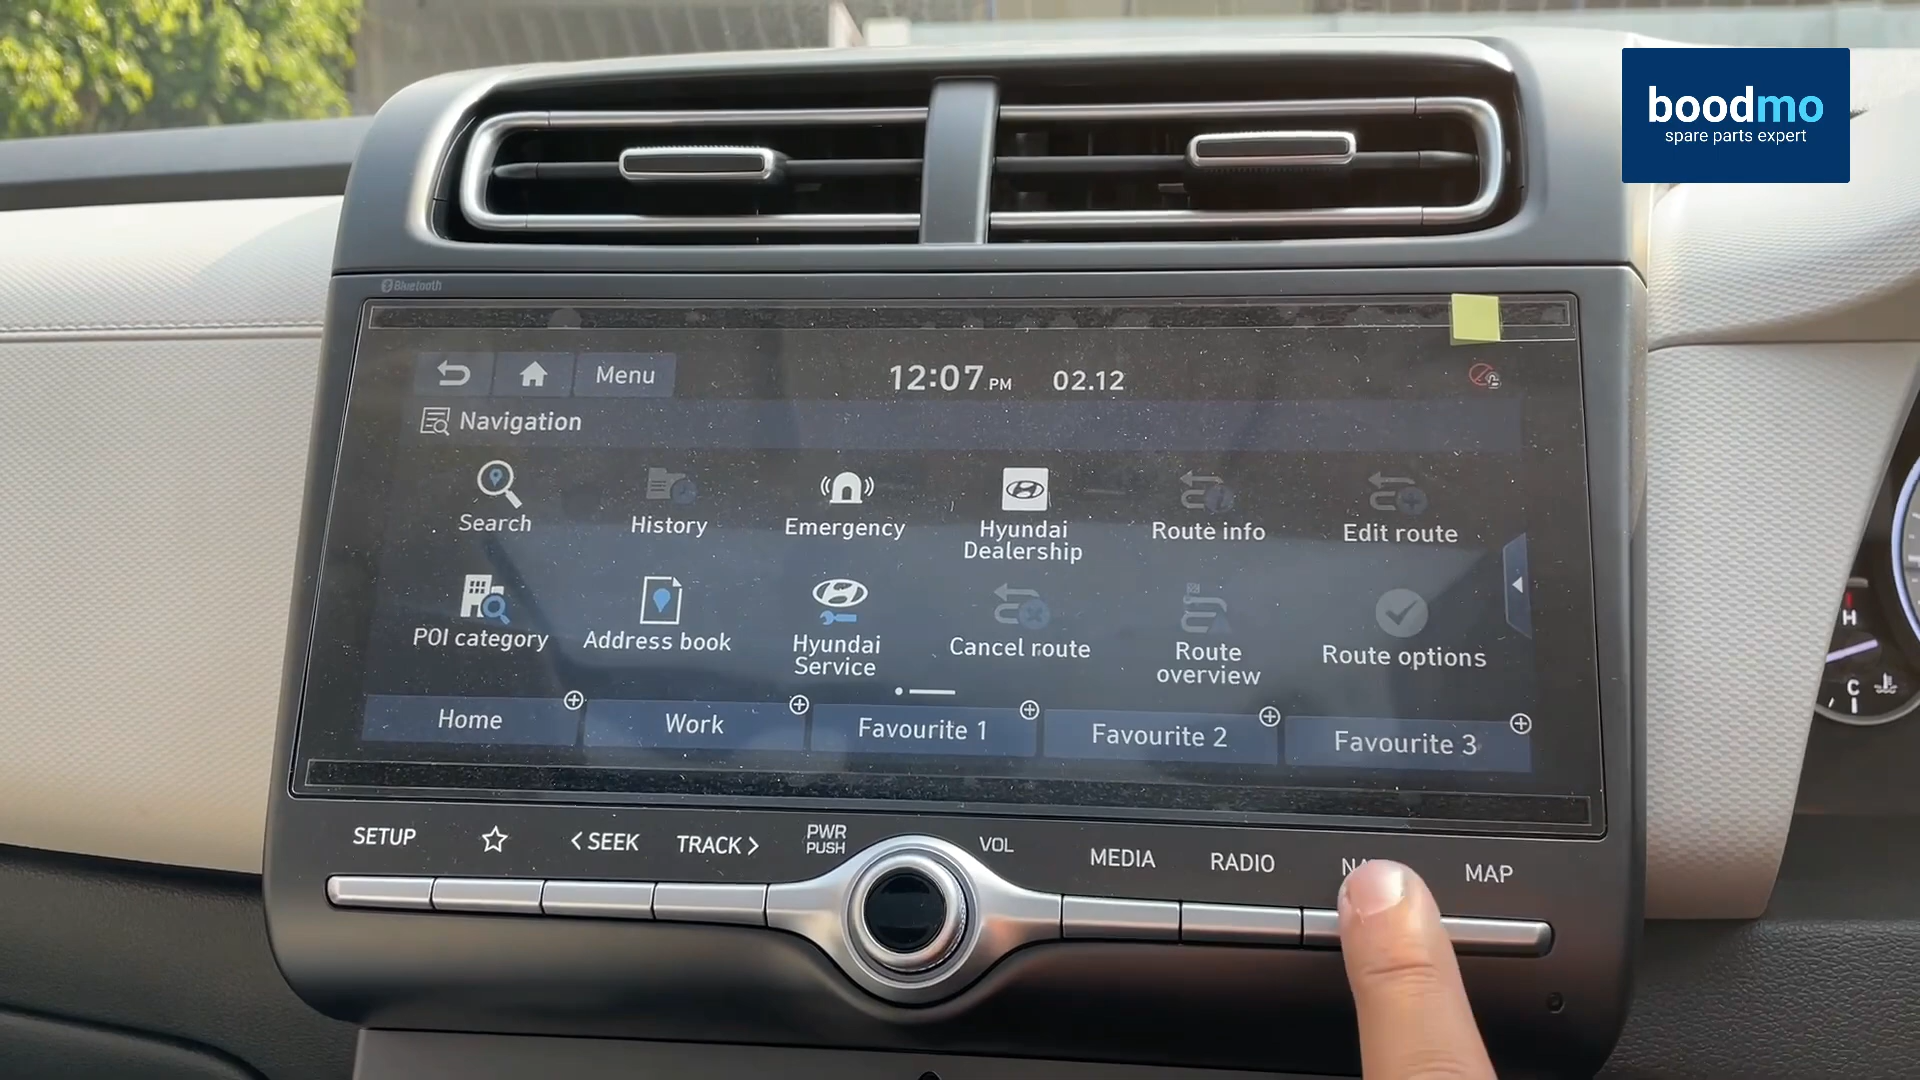 boodmo
spare parts expert
Bluetooth
Menu
12:07 PM 02.12
Navigation
Search
History
Emergency
Hyundai
Dealership
Route info
Edit route
POI category
Address book
Hyundai
Service
Cancel route
Route
overview
Route options
Home
Work
Favourite 1
Favourite 2
Favourite 3
SETUP
< SEEK
TRACK >
PWR
PUSH
VOL
MEDIA
RADIO
MAP
H
C